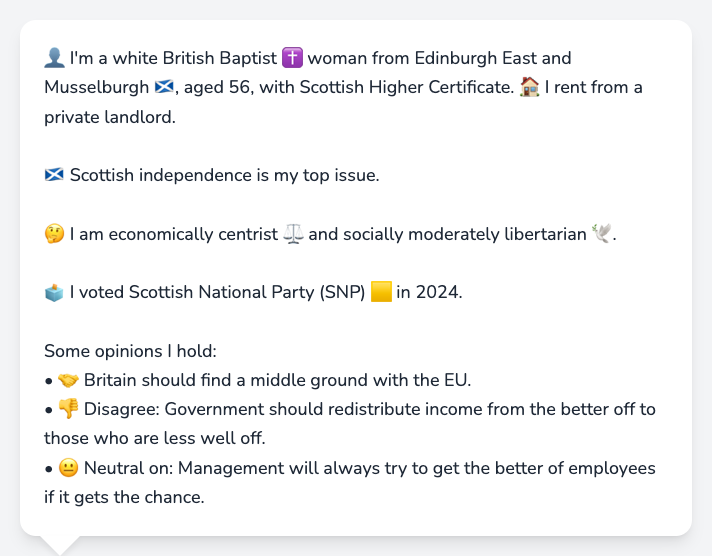 👤 I'm a white British Baptist ✝️ woman from Edinburgh East and
Musselburgh 🏴󠁧󠁢󠁳󠁣󠁴󠁿, aged 56, with Scottish Higher Certificate. 🏠 I rent from a
private landlord.
🏴󠁧󠁢󠁳󠁣󠁴󠁿 Scottish independence is my top issue.
🤔 I am economically centrist ⚖️ and socially moderately libertarian 🕊️.
🗳️ I voted Scottish National Party (SNP) 🟨 in 2024.
Some opinions I hold:
• 🤝 Britain should find a middle ground with the EU.
• 👎 Disagree: Government should redistribute income from the better off to
those who are less well off.
• 😐 Neutral on: Management will always try to get the better of employees
if it gets the chance.